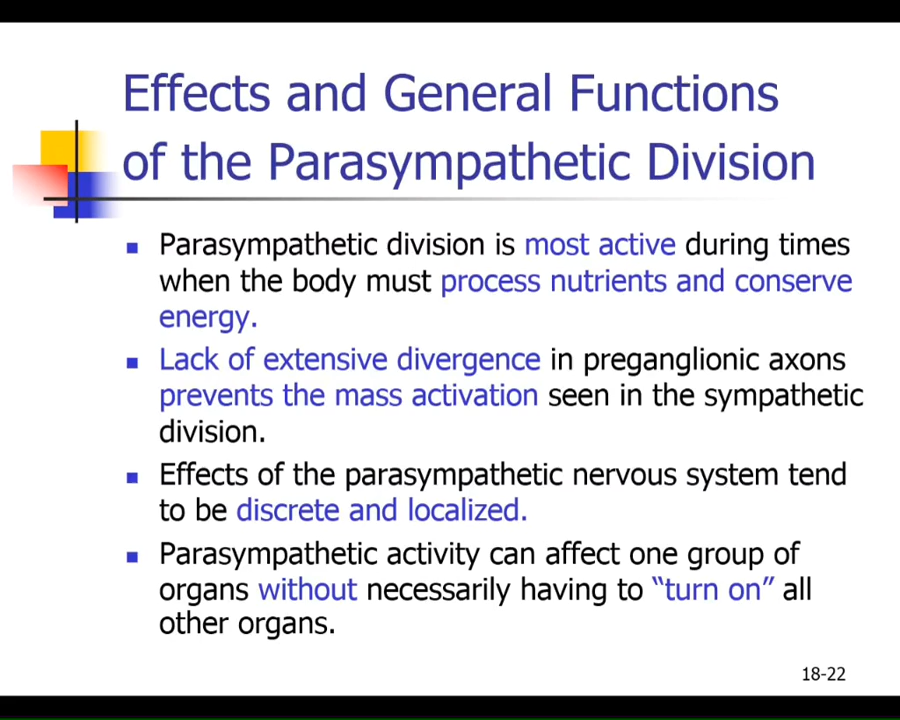 Effects and General Functions
of the Parasympathetic Division
Parasympathetic division is most active during times
when the body must process nutrients and conserve
energy.
Lack of extensive divergence in preganglionic axons
prevents the mass activation seen in the sympathetic
division.
Effects of the parasympathetic nervous system tend
to be discrete and localized.
Parasympathetic activity can affect one group of
organs without necessarily having to “turn on” all
other organs.
18-22